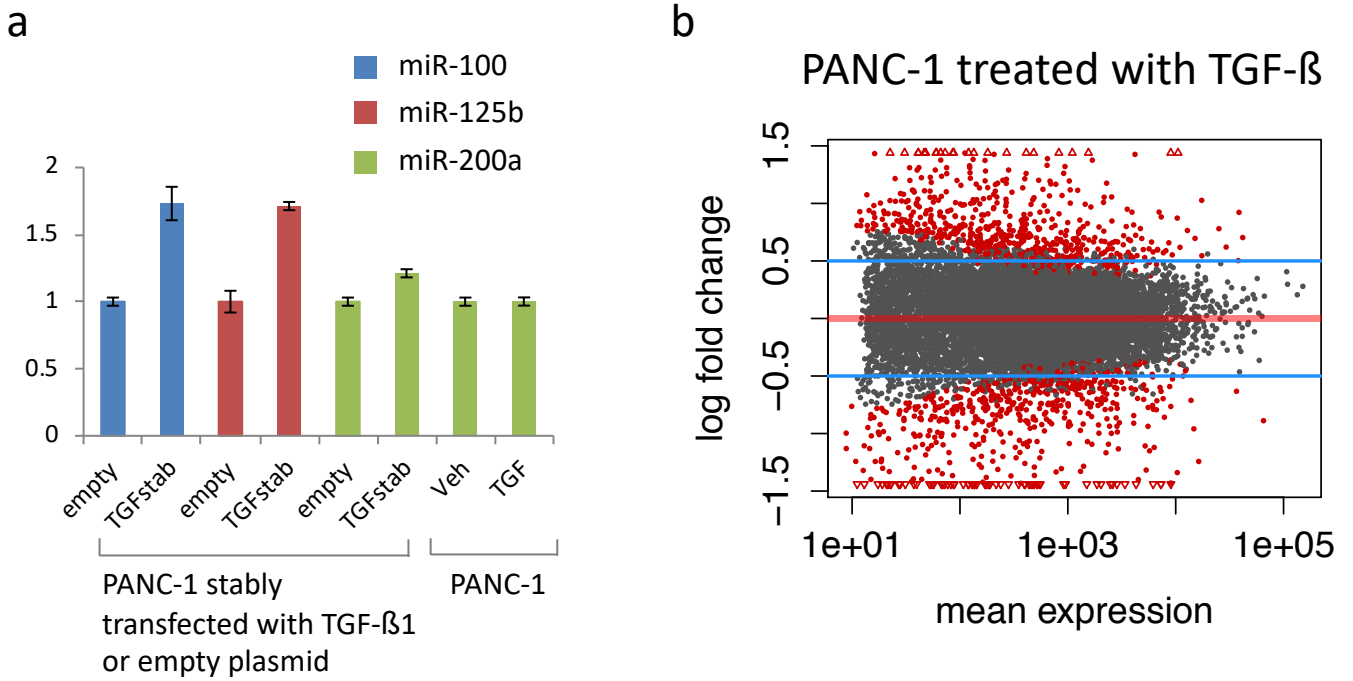 a
miR-100
miR-125b
miR-200a
2
1.5
1
0.5
0
empty
TGFstab
empty
TGFstab
empty
TGFstab
Veh
TGF
PANC-1 stably
transfected with TGF-ß1
or empty plasmid
PANC-1
b
PANC-1 treated with TGF-ß
log fold change
1.5
0.5
−0.5
−1.5
1e+01
1e+03
1e+05
mean expression